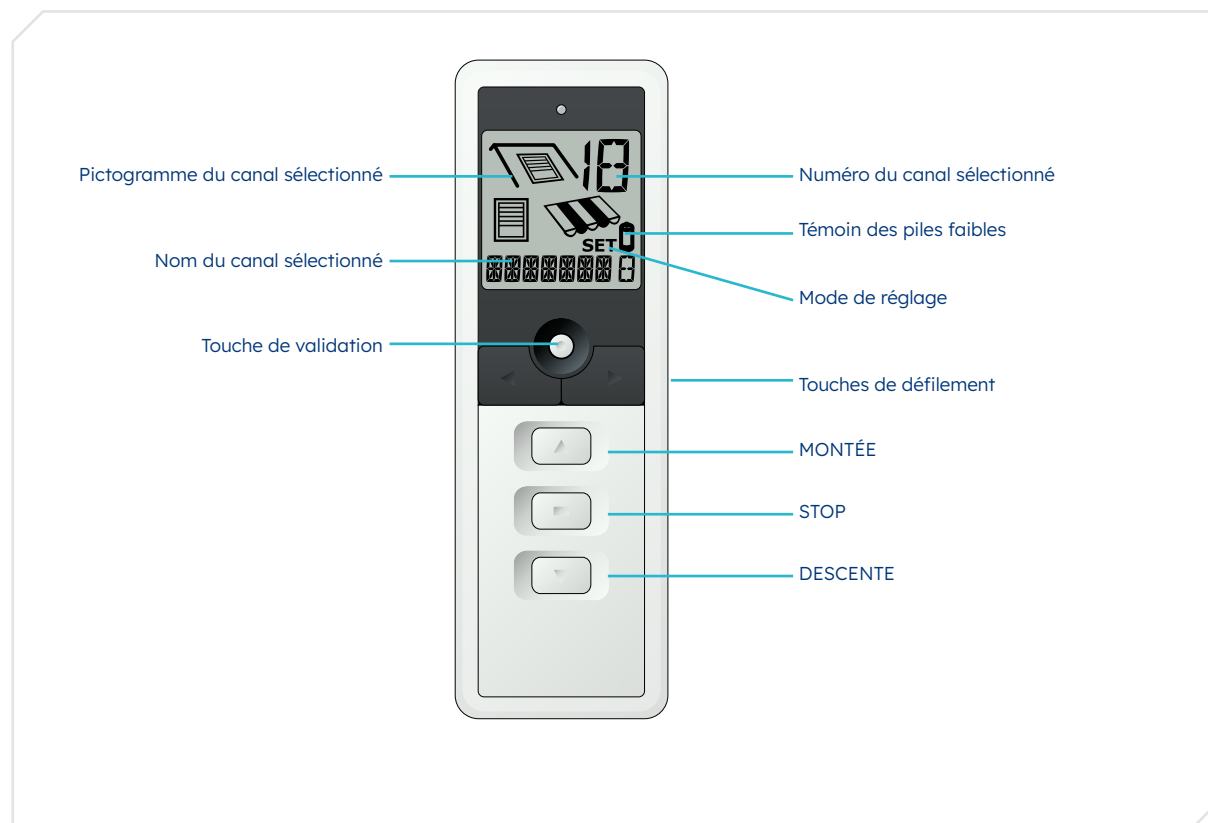 Pictogramme du canal sélectionné
Numéro du canal sélectionné
Témoin des piles faibles
SET
Nom du canal sélectionné
Mode de réglage
Touche de validation
Touches de défilement
MONTÉE
STOP
DESCENTE